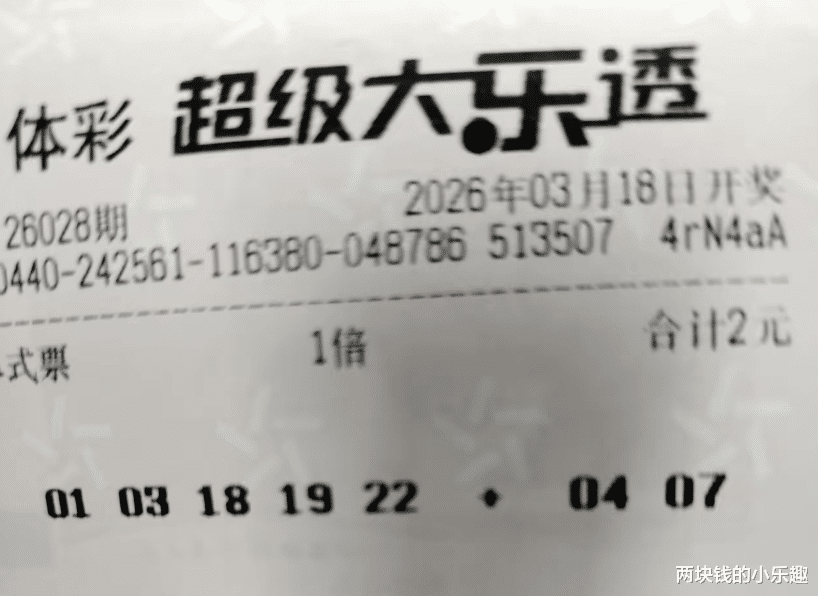 体彩 超级大乐透
26028期 2026年03月18日开奖
0440-242561-116380-048786 513507 4rN4aA
式票 1倍 合计2元
01 03 18 19 22 ◆ 04 07
两块钱的小乐趣